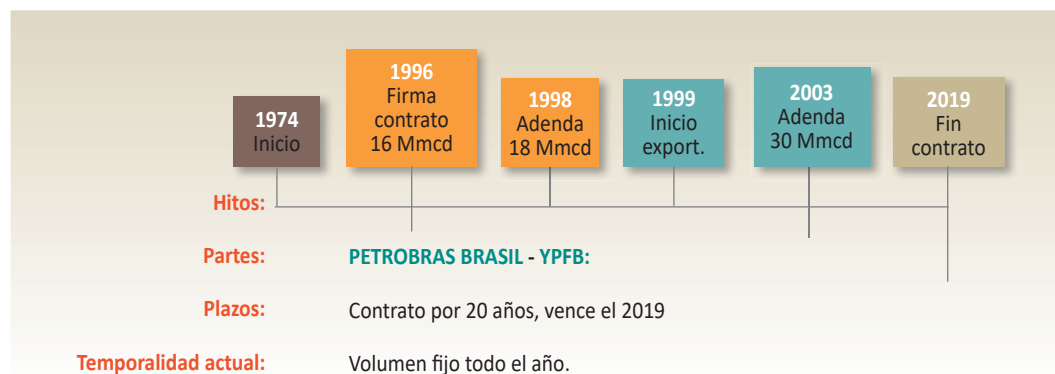 1974
Inicio
1996
Firma
contrato
16 Mmcd
1998
Adenda
18 Mmcd
1999
Inicio
export.
2003
Adenda
30 Mmcd
2019
Fin
contrato
Hitos:
Partes: PETROBRAS BRASIL - YPFB:
Plazos: Contrato por 20 años, vence el 2019
Temporalidad actual: Volumen fijo todo el año.